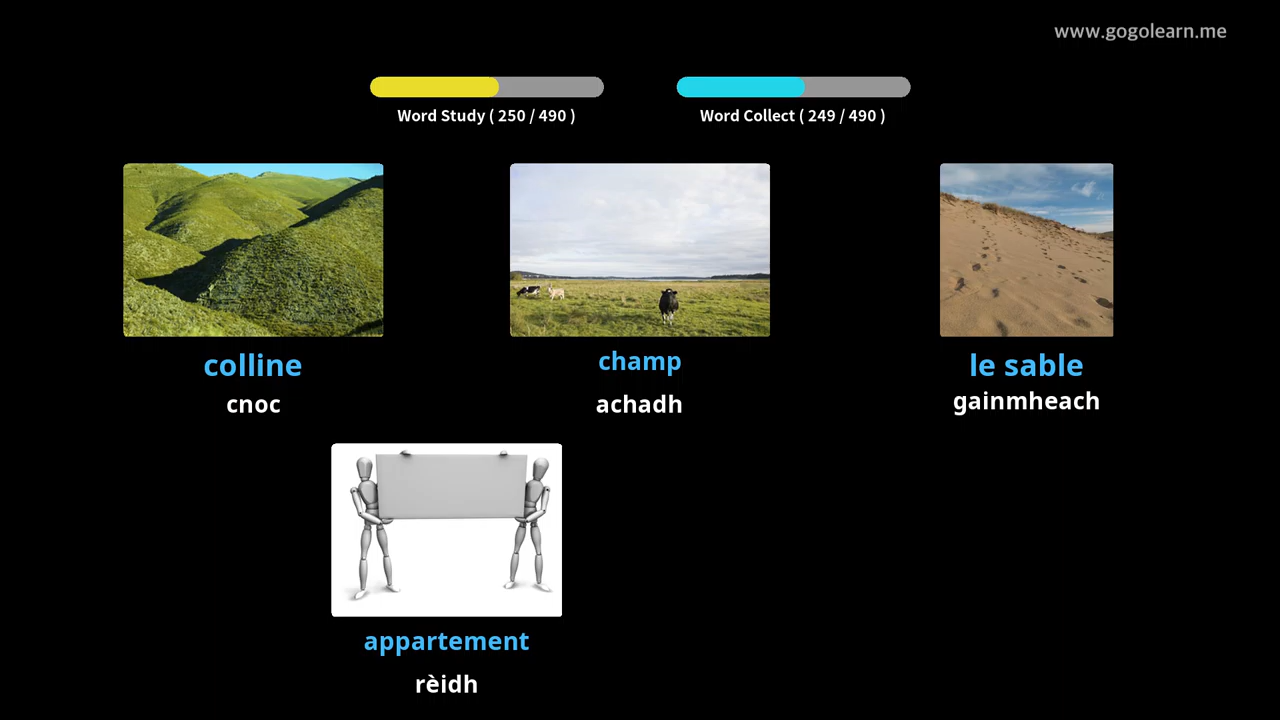 www.gogolearn.me
Word Study ( 250 / 490 )
Word Collect ( 249 / 490 )
colline
cnoc
champ
achadh
le sable
gainmheach
appartement
rèidh